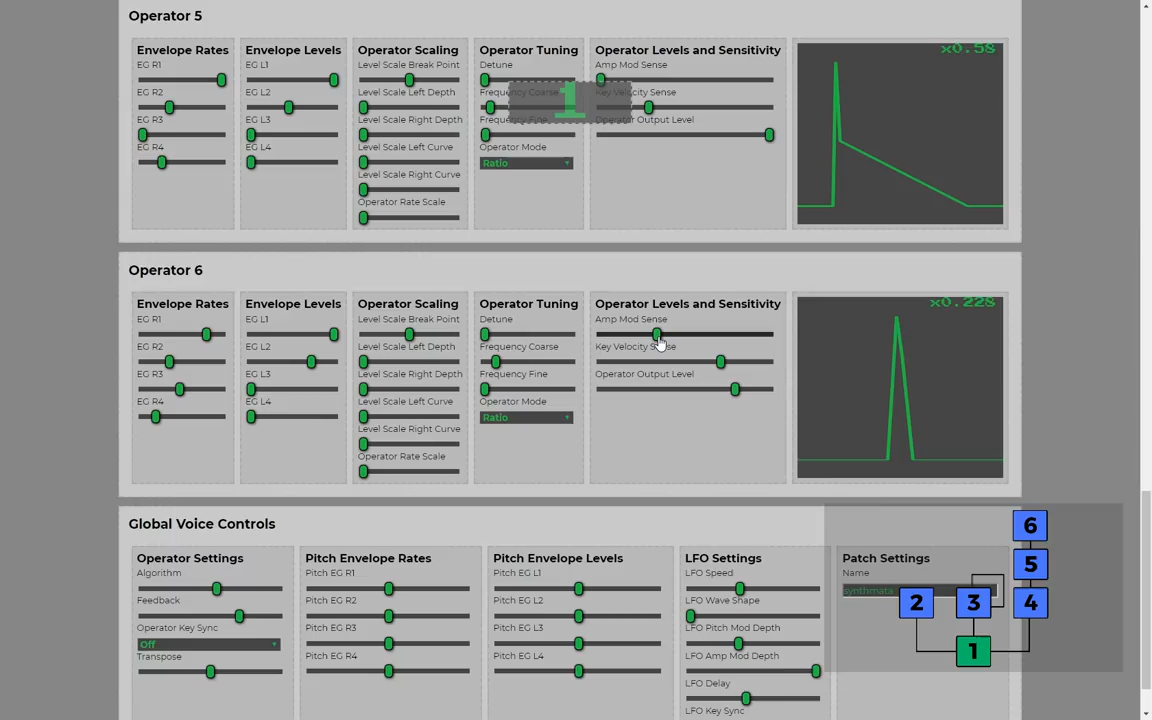 Operator 5
Envelope Rates
EG R1
EG R2
EG R3
EG R4
Envelope Levels
EG L1
EG L2
EG L3
EG L4
Operator Scaling
Level Scale Break Point
Level Scale Left Depth
Level Scale Right Depth
Level Scale Left Curve
Level Scale Right Curve
Operator Rate Scale
Operator Tuning
Detune
Frequency Coarse
Frequency Fine
Operator Mode
Ratio
Operator Levels and Sensitivity
Amp Mod Sense
Key Velocity Sense
Operator Output Level
1
x0.58
Operator 6
Envelope Rates
EG R1
EG R2
EG R3
EG R4
Envelope Levels
EG L1
EG L2
EG L3
EG L4
Operator Scaling
Level Scale Break Point
Level Scale Left Depth
Level Scale Right Depth
Level Scale Left Curve
Level Scale Right Curve
Operator Rate Scale
Operator Tuning
Detune
Frequency Coarse
Frequency Fine
Operator Mode
Ratio
Operator Levels and Sensitivity
Amp Mod Sense
Key Velocity Sense
Operator Output Level
x0.228
Global Voice Controls
Operator Settings
Algorithm
Feedback
Operator Key Sync
Off
Transpose
Pitch Envelope Rates
Pitch EG R1
Pitch EG R2
Pitch EG R3
Pitch EG R4
Pitch Envelope Levels
Pitch EG L1
Pitch EG L2
Pitch EG L3
Pitch EG L4
LFO Settings
LFO Speed
LFO Wave Shape
LFO Pitch Mod Depth
LFO Amp Mod Depth
LFO Delay
LFO Key Sync
Patch Settings
Name
synthmata
6
5
2 3 4
1